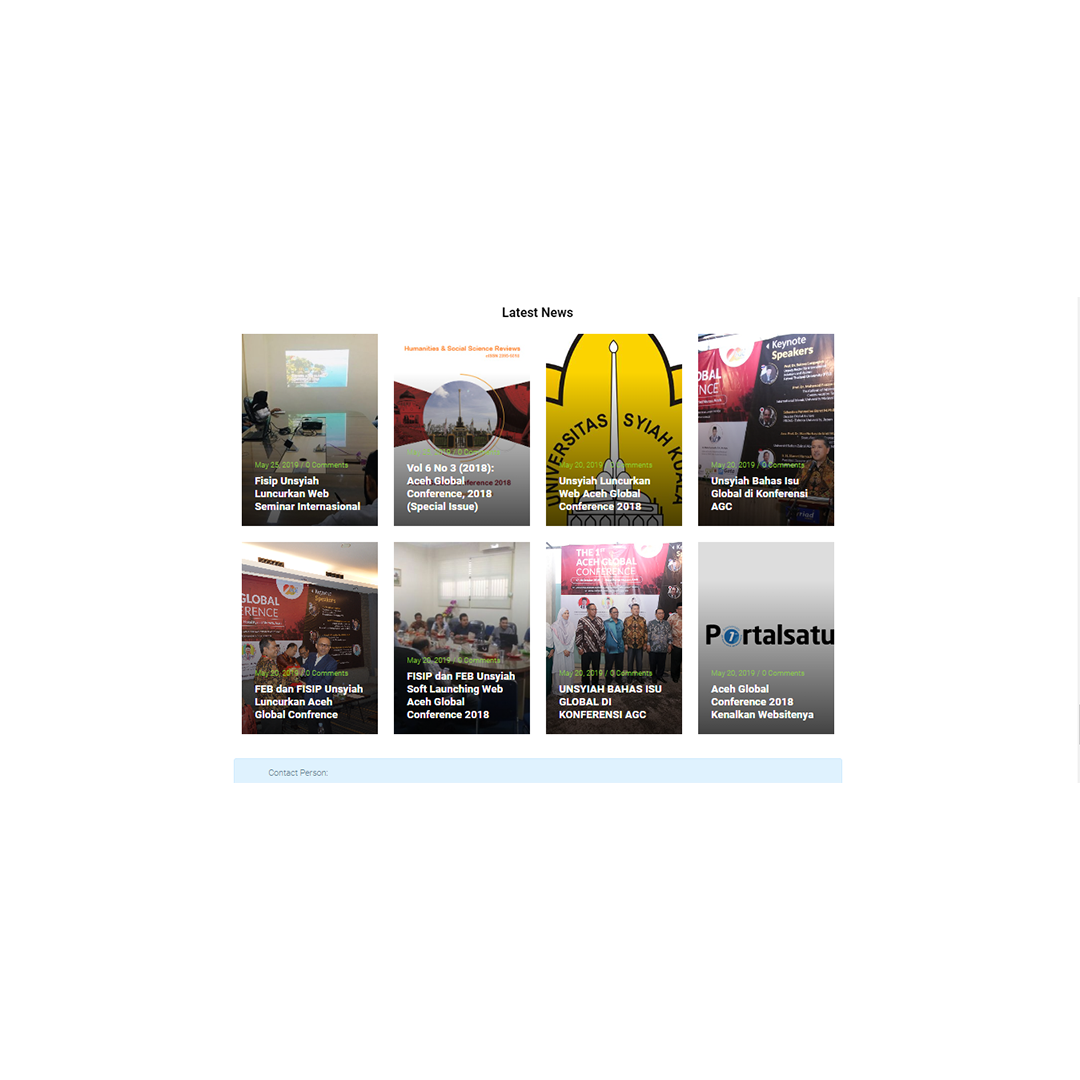 Latest News
May 25, 2019 / 0 Comments
Fisip Unsyiah
Luncurkan Web
Seminar Internasional
Humanities & Social Science Reviews
2019 / 0 Comments
Vol 6 No 3 (2018):
Aceh Global
Conference, 2018
(Special Issue)
Conference 2018
UNIVERSITAS SYIAH KUALA
May 20, 2019 / 0 Comments
Unsyiah Luncurkan
Web Aceh Global
Conference 2018
Keynote
Speakers
May 20, 2019 / 0 Comments
Unsyiah Bahas Isu
Global di Konferensi
AGC
GLOBAL
Keynote
Speakers
May 20, 2019 / 0 Comments
FEB dan FISIP Unsyiah
Luncurkan Aceh
Global Confrence
May 20, 2019 / 0 Comments
FISIP dan FEB Unsyiah
Soft Launching Web
Aceh Global
Conference 2018
THE 1ST
ACEH GLOBAL
CONFERENCE
May 20, 2019 / 0 Comments
UNSYIAH BAHAS ISU
GLOBAL DI
KONFERENSI AGC
Portalsatu
May 20, 2019 / 0 Comments
Aceh Global
Conference 2018
Kenalkan Websitenya
Contact Person: